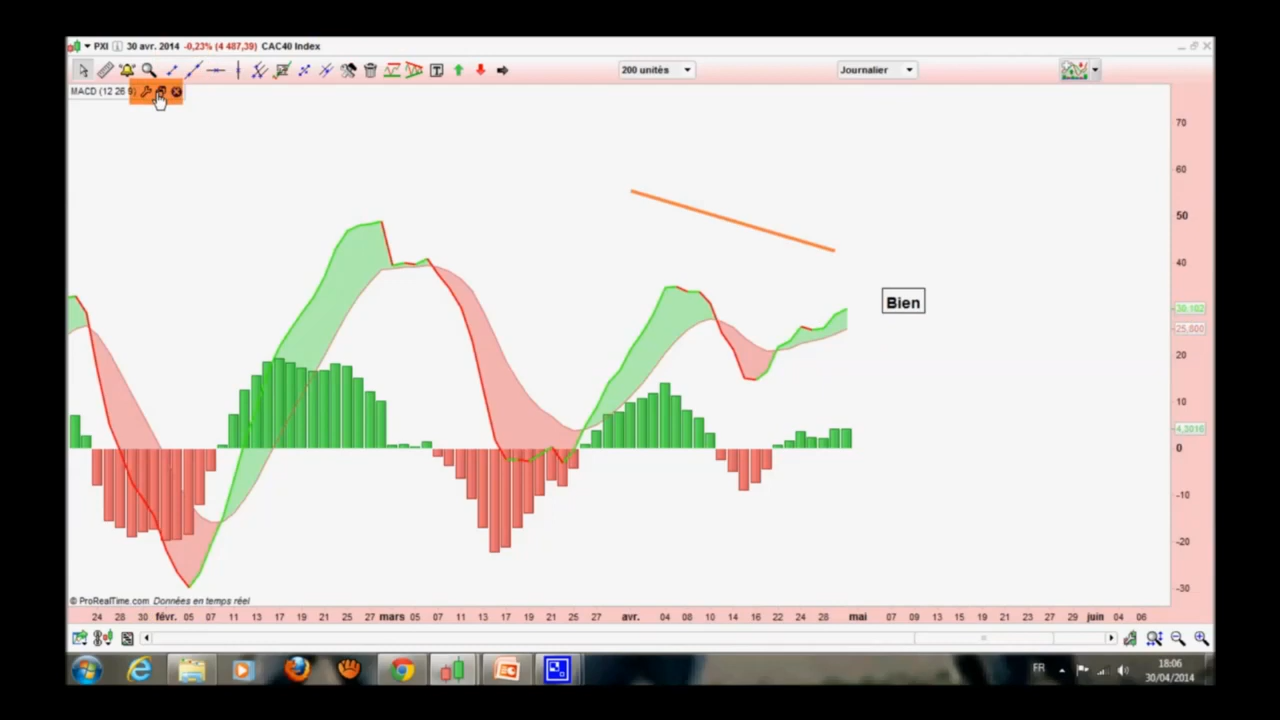 PXI 30 avr. 2014 -0,23% (4 487,39) CAC40 Index
200 unités
Journalier
MACD (12 26 9)
70
60
50
40
30,102
25,800
20
10
4,3016
0
-10
-20
-30
Bien
© ProRealTime.com Données en temps réel
24 28 30 févr. 05 07 11 13 17 19 21 25 27 mars 05 07 11 13 17 19 21 25 27 avr. 04 08 10 14 16 22 24 28 mai 07 09 13 15 19 21 23 27 29 juin 04 06
FR
18:06
30/04/2014